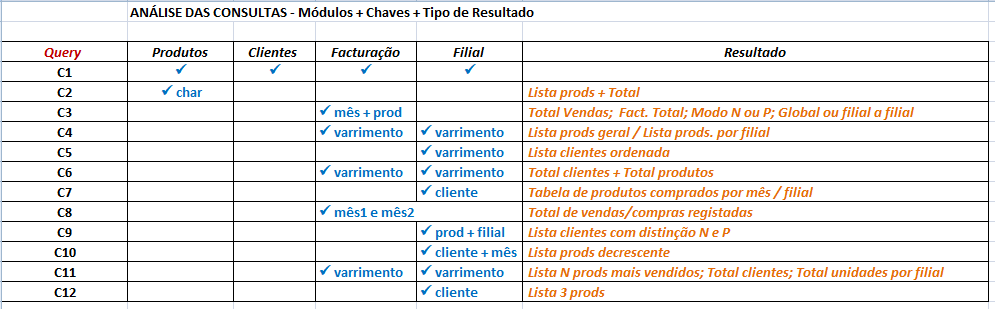 ANÁLISE DAS CONSULTAS - Módulos + Chaves + Tipo de Resultado
Query Produtos Clientes Facturação Filial Resultado
C1 ✓ ✓ ✓ ✓
C2 ✓ char Lista prods + Total
C3 ✓ mês + prod Total Vendas; Fact. Total; Modo N ou P; Global ou filial a filial
C4 ✓ varrimento ✓ varrimento Lista prods geral / Lista prods. por filial
C5 ✓ varrimento Lista clientes ordenada
C6 ✓ varrimento ✓ varrimento Total clientes + Total produtos
C7 ✓ cliente Tabela de produtos comprados por mês / filial
C8 ✓ mês1 e mês2 Total de vendas/compras registadas
C9 ✓ prod + filial Lista clientes com distinção N e P
C10 ✓ cliente + mês Lista prods decrescente
C11 ✓ varrimento ✓ varrimento Lista N prods mais vendidos; Total clientes; Total unidades por filial
C12 ✓ cliente Lista 3 prods